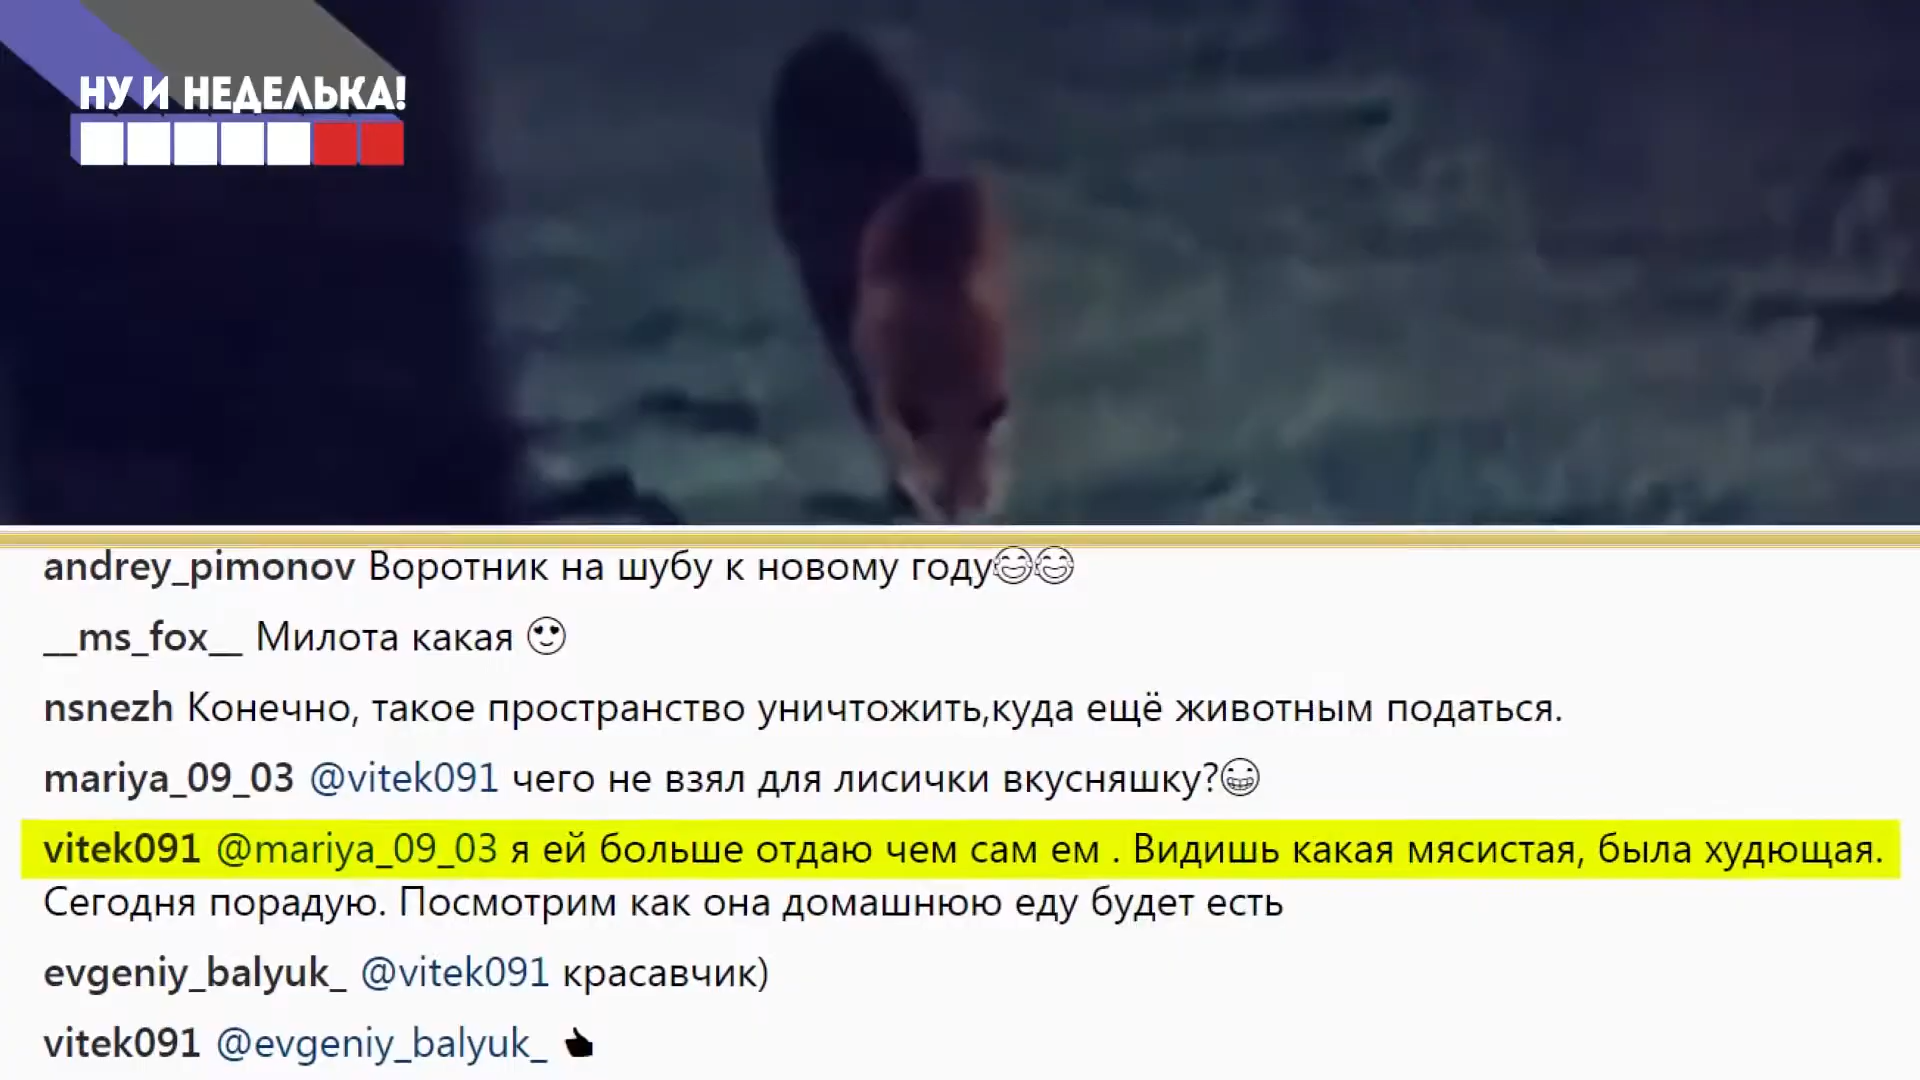 НУ И НЕДЕЛЬКА!
andrey_pimonov Воротник на шубу к новому году😂😂
__ms_fox__ Милота какая 😍
nsnezh Конечно, такое пространство уничтожить,куда ещё животным податься.
mariya_09_03 @vitek091 чего не взял для лисички вкусняшку?😁
vitek091 @mariya_09_03 я ей больше отдаю чем сам ем . Видишь какая мясистая, была худющая.
Сегодня порадую. Посмотрим как она домашнюю еду будет есть
evgeniy_balyuk_ @vitek091 красавчик)
vitek091 @evgeniy_balyuk_ 👍